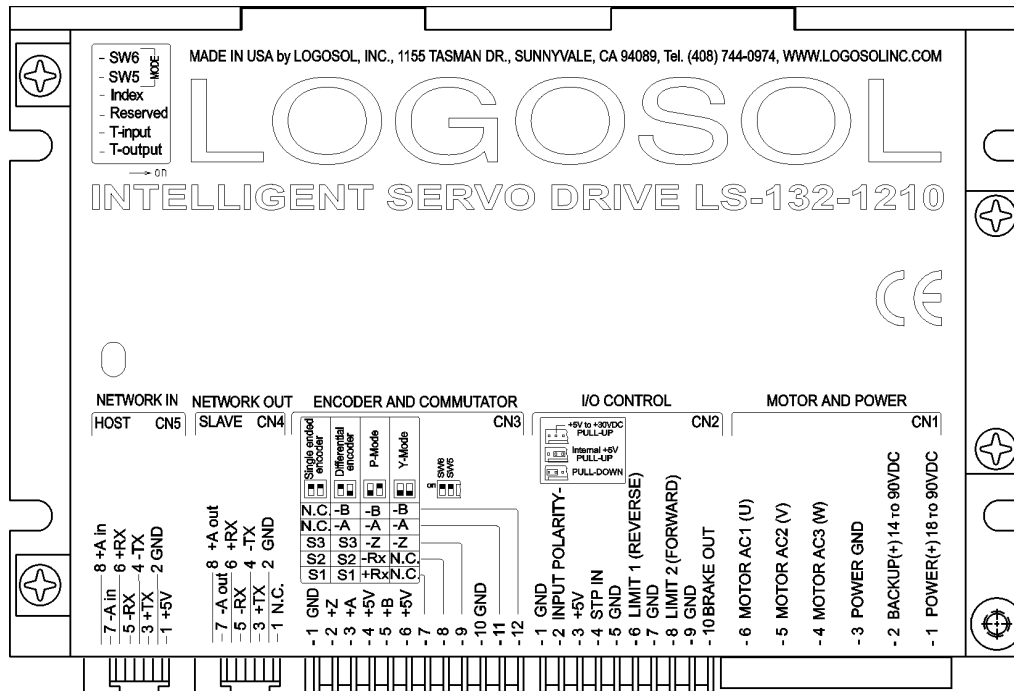 - SW6
- SW5
MODE
- Index
- Reserved
- T-input
- T-output
→ on
MADE IN USA by LOGOSOL, INC., 1155 TASMAN DR., SUNNYVALE, CA 94089, Tel. (408) 744-0974, WWW.LOGOSOLINC.COM
LOGOSOL
INTELLIGENT SERVO DRIVE LS-132-1210
CE
NETWORK IN
HOST CN5
8 +A in
- 7 -A in
6 +RX
- 5 -RX
4 -TX
- 3 +TX
2 GND
- 1 +5V
NETWORK OUT
SLAVE CN4
8 +A out
- 7 -A out
6 +RX
- 5 -RX
4 -TX
- 3 +TX
2 GND
- 1 N.C.
ENCODER AND COMMUTATOR
CN3
Single ended encoder
Differential encoder
P-Mode
Y-Mode
on SW6 SW5
N.C. -B -B -B
N.C. -A -A -A
S3 S3 -Z -Z
S2 S2 -Rx N.C.
S1 S1 +Rx N.C.
- 1 GND
- 2 +Z
- 3 +A
- 4 +5V
- 5 +B
- 6 +5V
- 7
- 8
- 9
- 10 GND
- 11
- 12
I/O CONTROL
CN2
+5V to +30VDC PULL-UP
Internal +5V PULL-UP
PULL-DOWN
- 1 GND
- 2 INPUT POLARITY-
- 3 +5V
- 4 STP IN
- 5 GND
- 6 LIMIT 1 (REVERSE)
- 7 GND
- 8 LIMIT 2 (FORWARD)
- 9 GND
- 10 BRAKE OUT
MOTOR AND POWER
CN1
- 6 MOTOR AC1 (U)
- 5 MOTOR AC2 (V)
- 4 MOTOR AC3 (W)
- 3 POWER GND
- 2 BACKUP(+) 14 TO 90VDC
- 1 POWER(+) 18 TO 90VDC